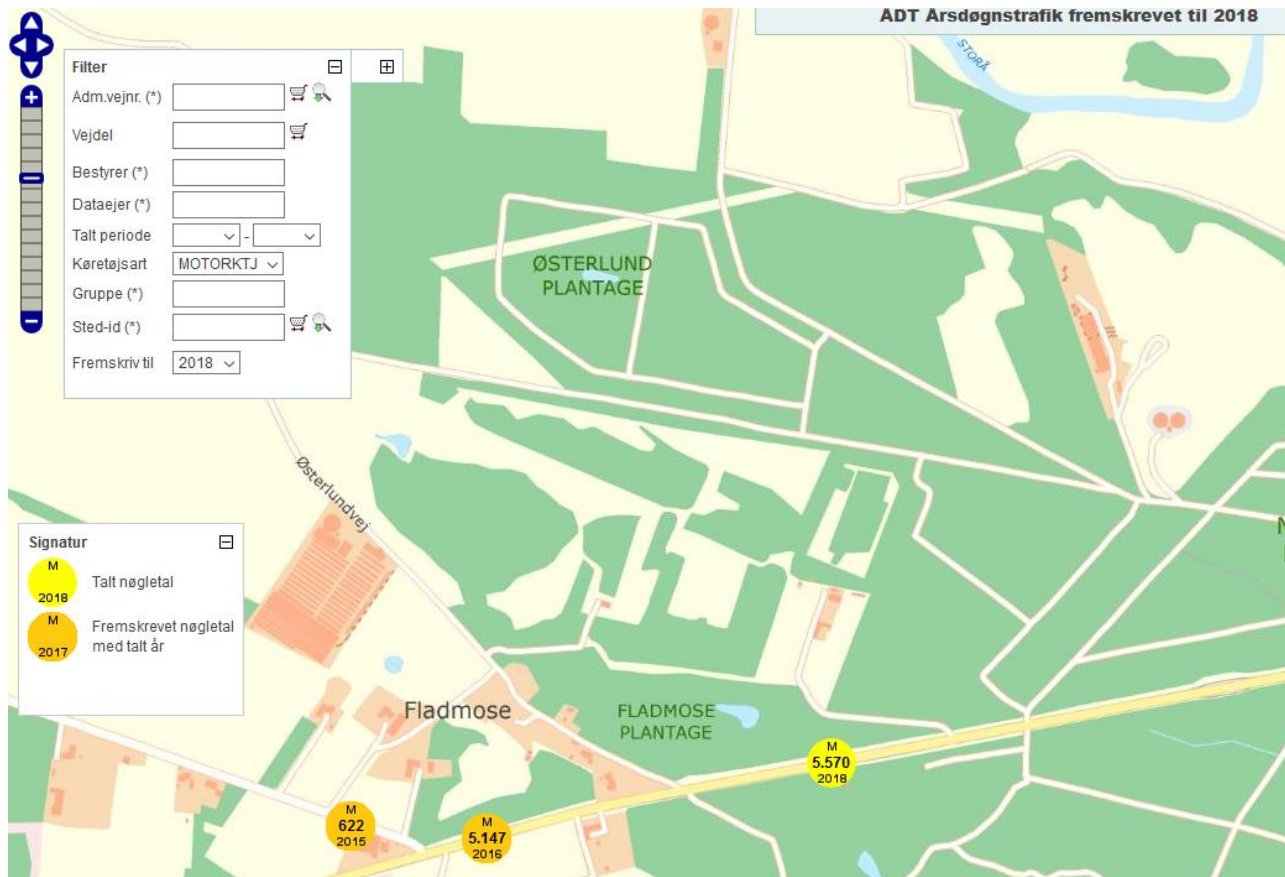 ADT Årsdøgnstrafik fremskrevet til 2018
STORÅ
Filter
Adm.vejnr. (*)
Vejdel
Bestyrer (*)
Dataejer (*)
Talt periode
-
Køretøjsart MOTORKTJ
Gruppe (*)
Sted-id (*)
Fremskriv til 2018
ØSTERLUND
PLANTAGE
Østerlundvej
N
Signatur
M
2018
Talt nøgletal
M
2017
Fremskrevet nøgletal
med talt år
Fladmose
FLADMOSE
PLANTAGE
M
5.570
2018
M
622
2015
M
5.147
2016